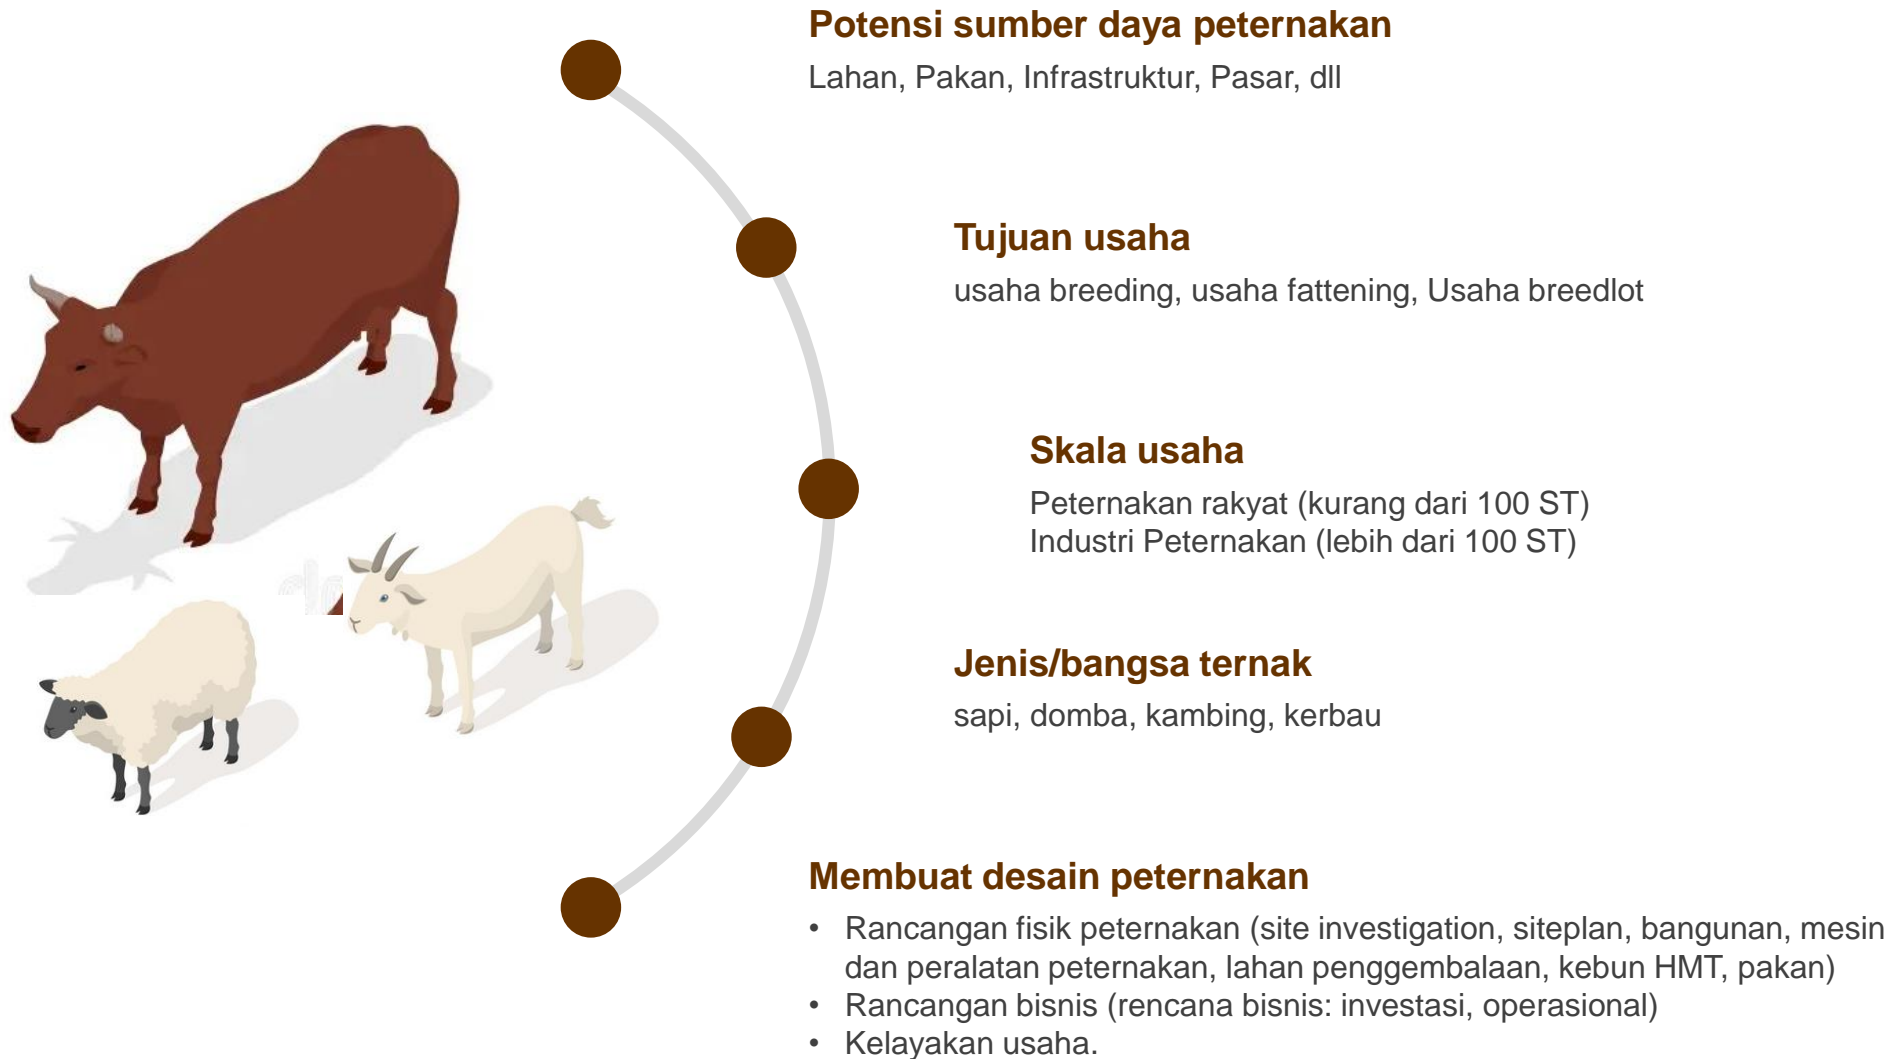 Potensi sumber daya peternakan
Lahan, Pakan, Infrastruktur, Pasar, dll
Tujuan usaha
usaha breeding, usaha fattening, Usaha breedlot
Skala usaha
Peternakan rakyat (kurang dari 100 ST)
Industri Peternakan (lebih dari 100 ST)
Jenis/bangsa ternak
sapi, domba, kambing, kerbau
Membuat desain peternakan
• Rancangan fisik peternakan (site investigation, siteplan, bangunan, mesin
dan peralatan peternakan, lahan penggembalaan, kebun HMT, pakan)
• Rancangan bisnis (rencana bisnis: investasi, operasional)
• Kelayakan usaha.